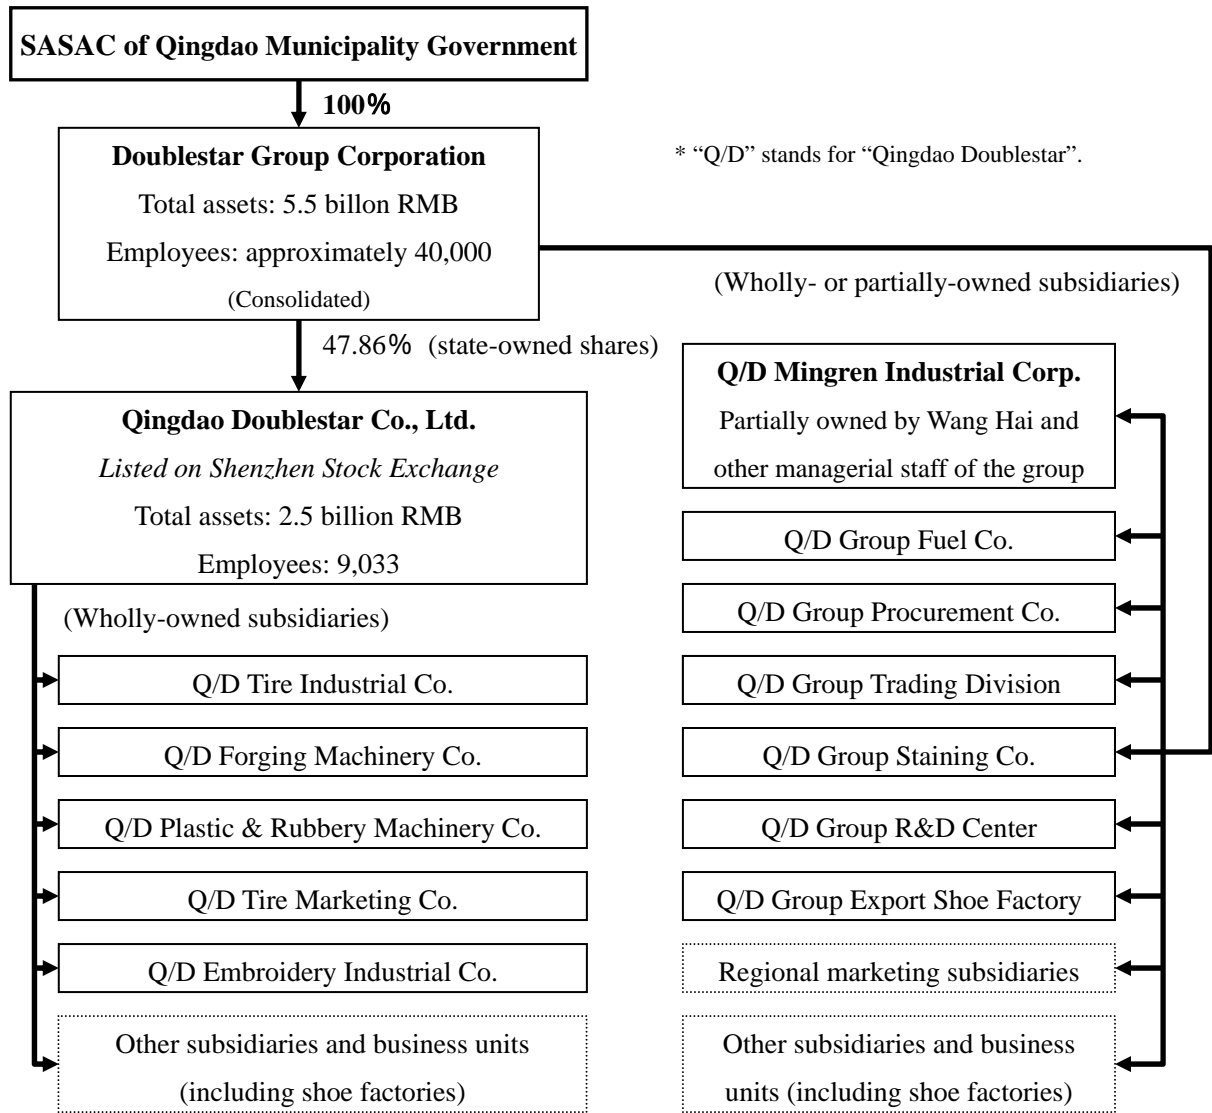 SASAC of Qingdao Municipality Government
100%
Doublestar Group Corporation
Total assets: 5.5 billon RMB
Employees: approximately 40,000
(Consolidated)
* “Q/D” stands for “Qingdao Doublestar”.
(Wholly- or partially-owned subsidiaries)
47.86% (state-owned shares)
Qingdao Doublestar Co., Ltd.
Listed on Shenzhen Stock Exchange
Total assets: 2.5 billion RMB
Employees: 9,033
(Wholly-owned subsidiaries)
Q/D Tire Industrial Co.
Q/D Forging Machinery Co.
Q/D Plastic & Rubbery Machinery Co.
Q/D Tire Marketing Co.
Q/D Embroidery Industrial Co.
Other subsidiaries and business units
(including shoe factories)
Q/D Mingren Industrial Corp.
Partially owned by Wang Hai and
other managerial staff of the group
Q/D Group Fuel Co.
Q/D Group Procurement Co.
Q/D Group Trading Division
Q/D Group Staining Co.
Q/D Group R&D Center
Q/D Group Export Shoe Factory
Regional marketing subsidiaries
Other subsidiaries and business
units (including shoe factories)